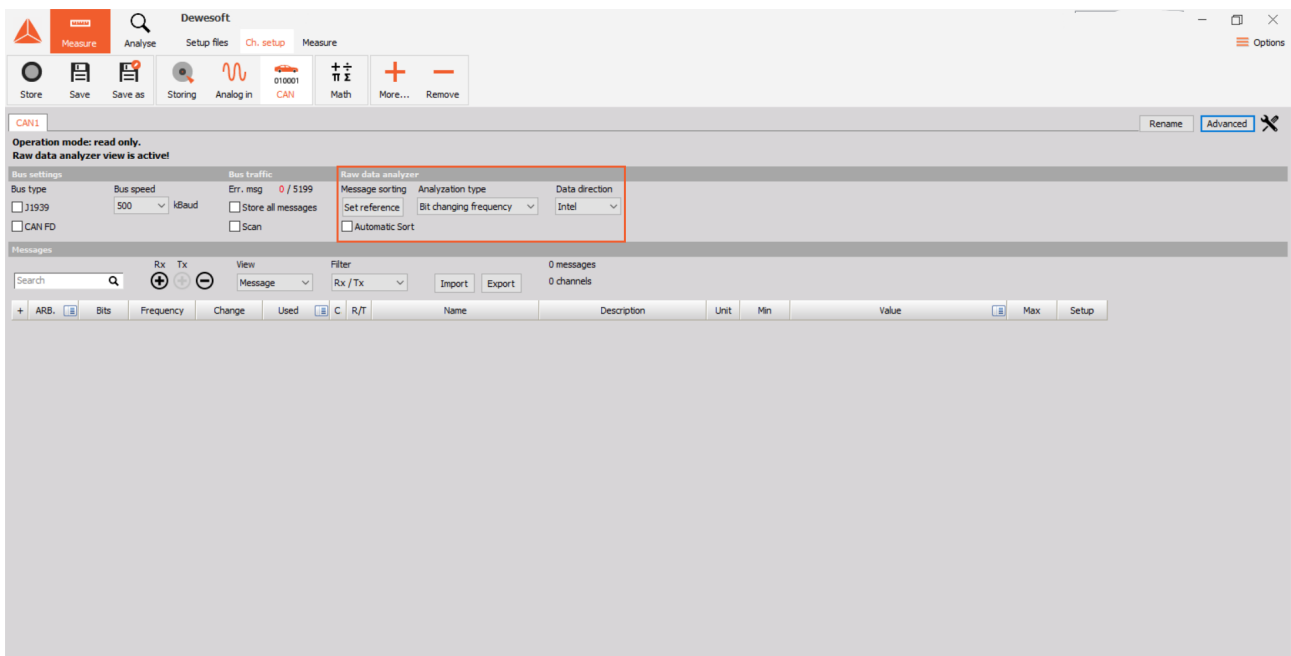 Dewesoft
Measure Analyse Setup files Ch. setup Measure
Options
010001
Store Save Save as Storing Analog in CAN Math More... Remove
CAN1 Rename Advanced
Operation mode: read only.
Raw data analyzer view is active!
Bus settings Bus traffic Raw data analyzer
Bus type Bus speed Err. msg 0 / 5199 Message sorting Analyzation type Data direction
J1939 500 kBaud Store all messages Set reference Bit changing frequency Intel
CAN FD Scan Automatic Sort
Messages
Rx Tx View Filter 0 messages
Search Message Rx / Tx Import Export 0 channels
+ ARB. Bits Frequency Change Used C R/T Name Description Unit Min Value Max Setup